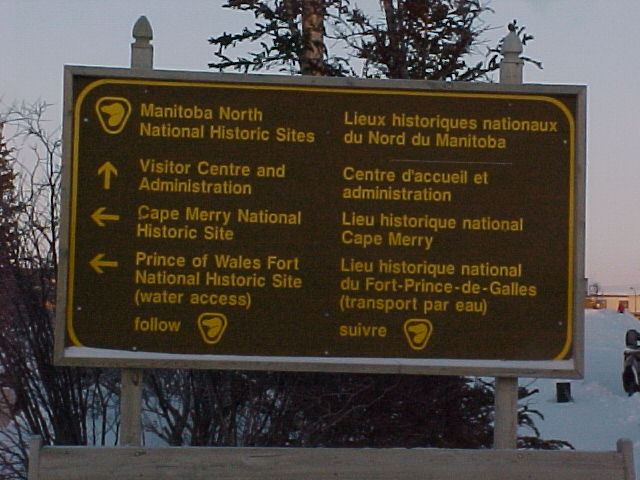 Manitoba North
National Historic Sites
Visitor Centre and
Administration
Cape Merry National
Historic Site
Prince of Wales Fort
National Historic Site
(water access)
follow
Lieux historiques nationaux
du Nord du Manitoba
Centre d'accueil et
administration
Lieu historique national
Cape Merry
Lieu historique national
du Fort-Prince-de-Galles
(transport par eau)
suivre